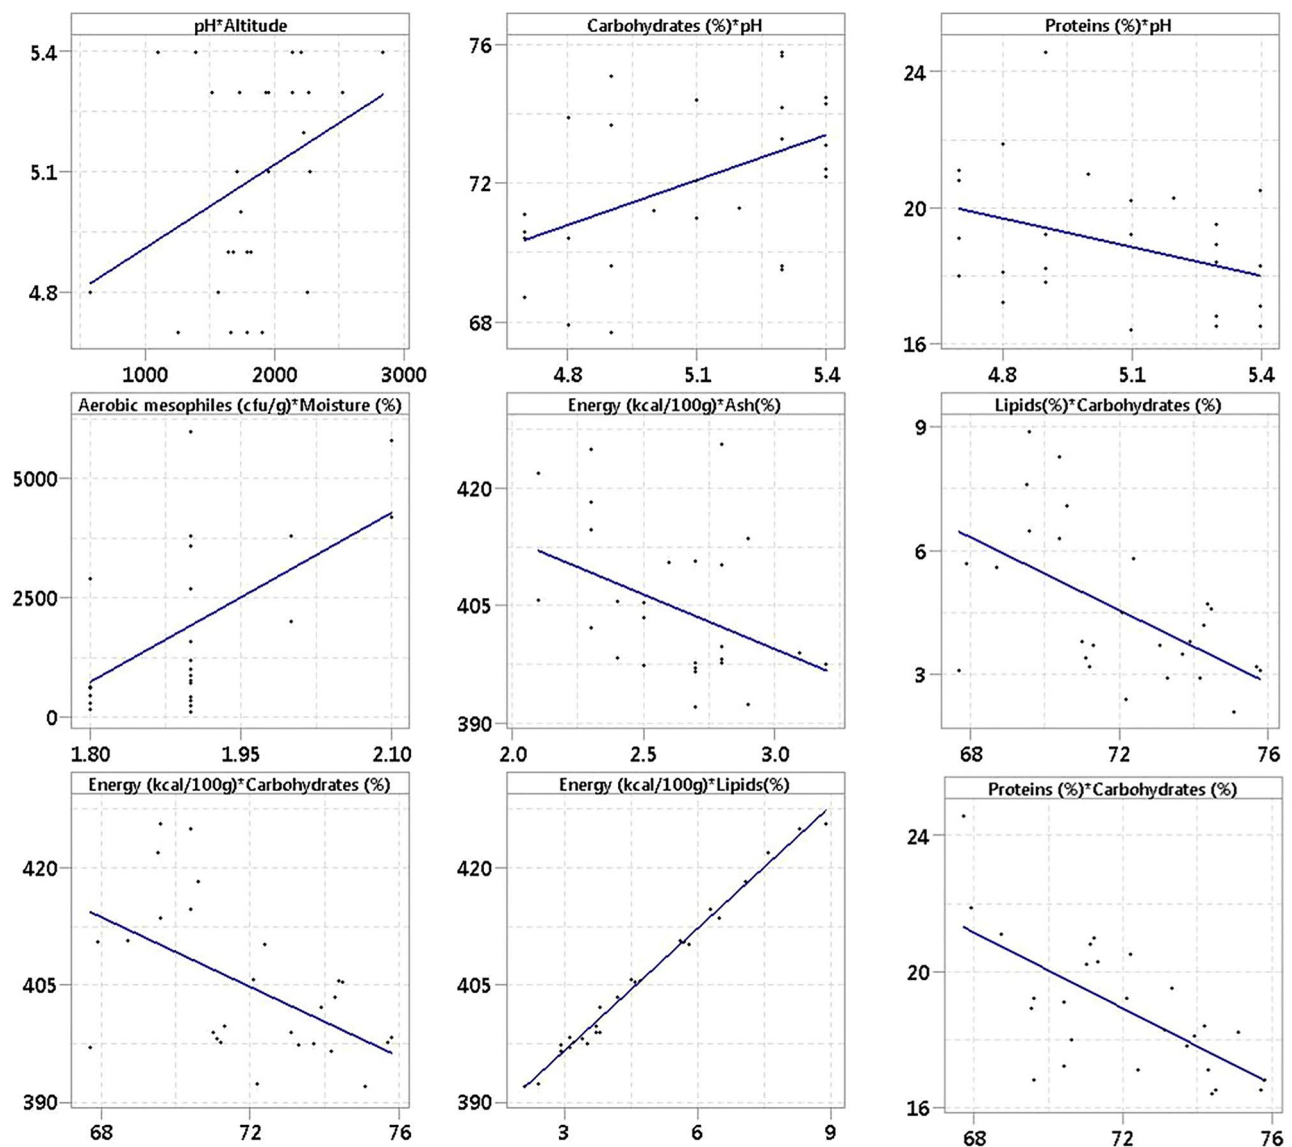 pH*Altitude
5.4
5.1
4.8
1000 2000 3000
Carbohydrates (%)*pH
76
72
68
4.8 5.1 5.4
Proteins (%)*pH
24
20
16
4.8 5.1 5.4
Aerobic mesophiles (cfu/g)*Moisture (%)
5000
2500
0
1.80 1.95 2.10
Energy (kcal/100g)*Ash(%)
420
405
390
2.0 2.5 3.0
Lipids(%)*Carbohydrates (%)
9
6
3
68 72 76
Energy (kcal/100g)*Carbohydrates (%)
420
405
390
68 72 76
Energy (kcal/100g)*Lipids(%)
420
405
390
3 6 9
Proteins (%)*Carbohydrates (%)
24
20
16
68 72 76